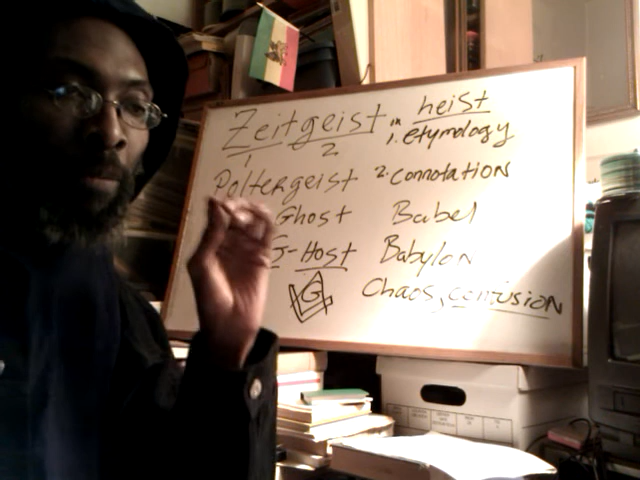 Zeitgeist in heist
1 2 1. etymology
Poltergeist 2. Connotation
Ghost Babel
G-Host Babylon
G Chaos, confusion